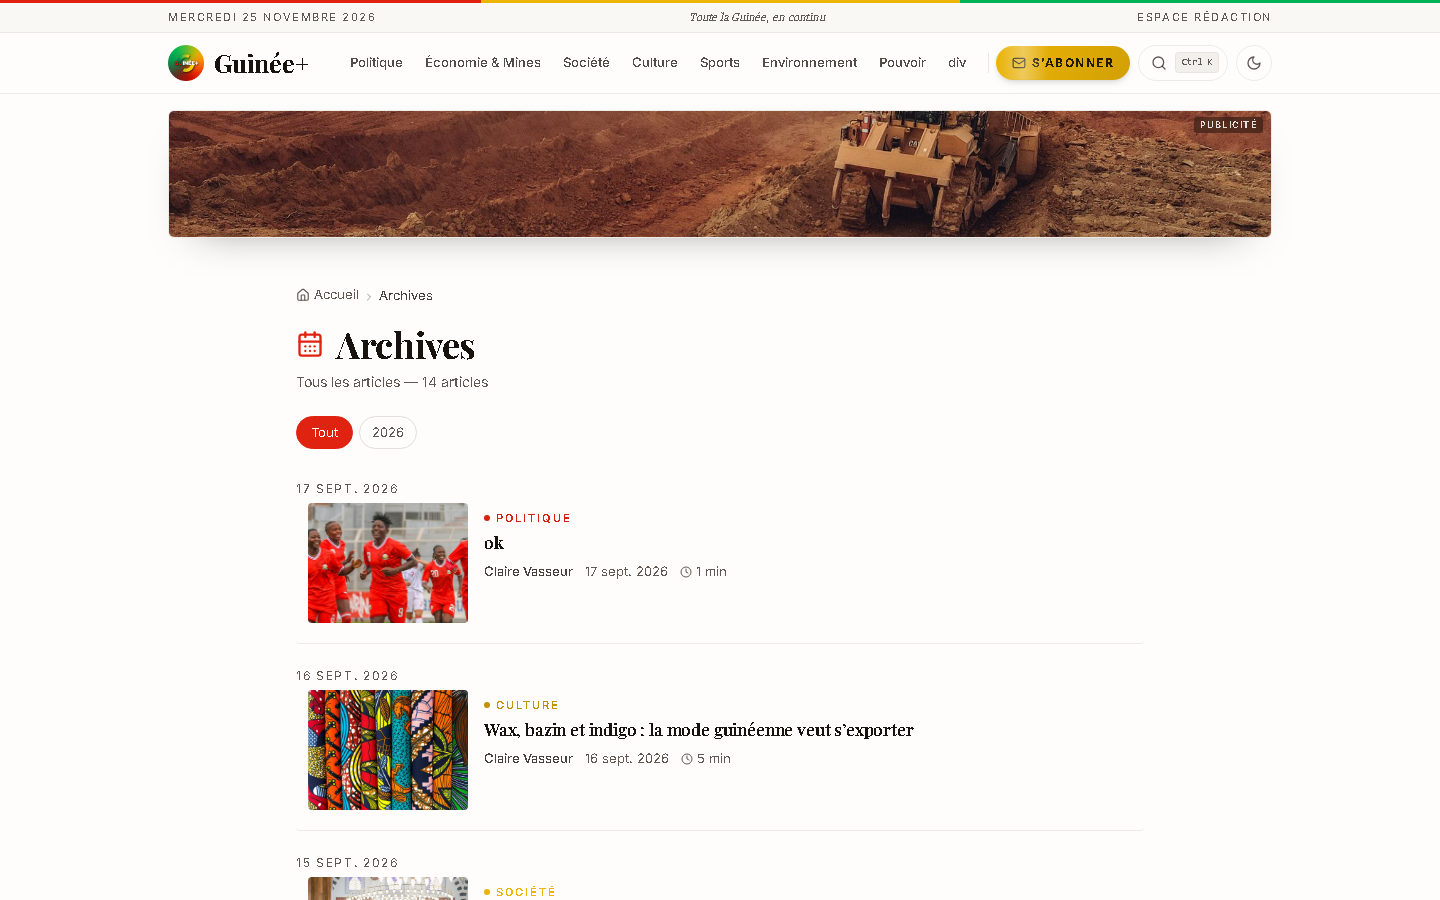 MERCREDI 25 NOVEMBRE 2026
Toute la Guinée, en continu
ESPACE RÉDACTION
Guinée+
Politique
Économie & Mines
Société
Culture
Sports
Environnement
Pouvoir
div
S'ABONNER
Ctrl K
PUBLICITÉ
Accueil › Archives
Archives
Tous les articles — 14 articles
Tout
2026
17 SEPT. 2026
POLITIQUE
ok
Claire Vasseur 17 sept. 2026 1 min
16 SEPT. 2026
CULTURE
Wax, bazin et indigo : la mode guinéenne veut s’exporter
Claire Vasseur 16 sept. 2026 5 min
15 SEPT. 2026
SOCIÉTÉ